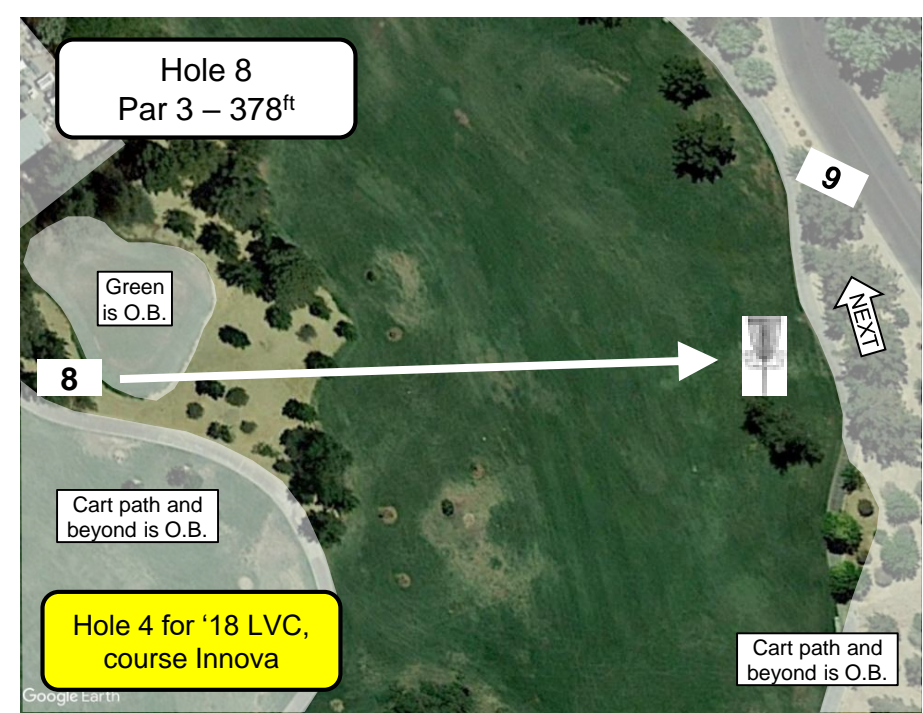 Hole 8
Par 3 – 378ft
9
Green
is O.B.
NEXT
8
Cart path and
beyond is O.B.
Hole 4 for ‘18 LVC,
course Innova
Cart path and
beyond is O.B.
Google Earth